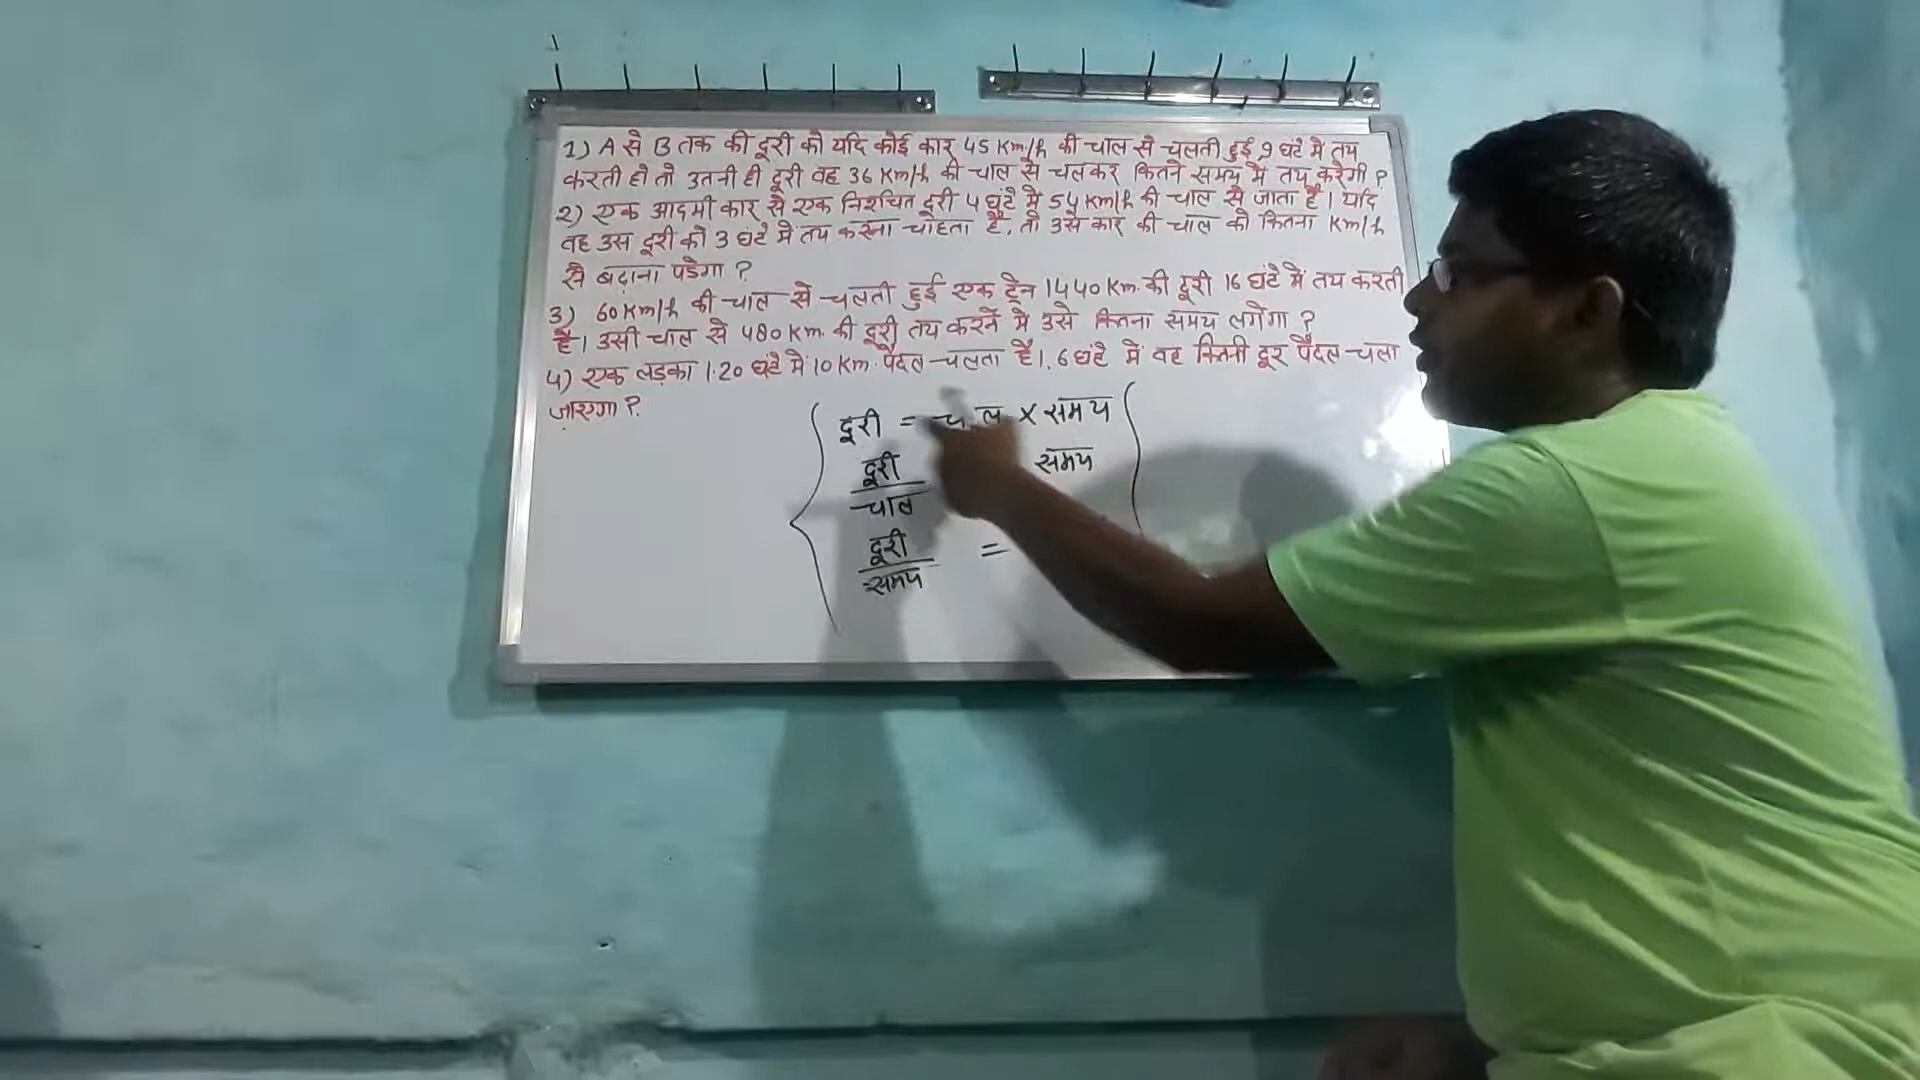 1) A से B तक की दूरी को यदि कोई कार 45 Km/h की चाल से चलती हुई 9 घंटे में तय
करती हो तो उतनी ही दूरी वह 36 Km/h की चाल से चलकर कितने समय में तय करेगी ?
2) एक आदमी कार से एक निश्चित दूरी 4 घंटे में 54 Km/h की चाल से जाता है। यदि
वह उस दूरी को 3 घंटे में तय करना चाहता है, तो उसे कार की चाल को कितना Km/h
से बढ़ाना पड़ेगा ?
3) 60 Km/h की चाल से चलती हुई एक ट्रेन 1440 Km. की दूरी 16 घंटे में तय करती
है। उसी चाल से 480 Km. की दूरी तय करने में उसे कितना समय लगेगा ?
4) एक लड़का 1.20 घंटे में 10 Km. पैदल चलता है। 6 घंटे में वह कितनी दूर पैदल चला
जाएगा ?
दूरी = चाल × समय
दूरी समय
चाल
दूरी =
समय